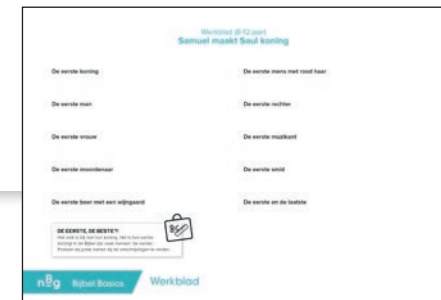 Werkblad (8-12 jaar)
Samuel maakt Saul koning
De eerste koning
De eerste mens met rood haar
De eerste man
De eerste rechter
De eerste vrouw
De eerste muzikant
De eerste moordenaar
De eerste smid
De eerste boer met een wijngaard
De eerste en de laatste
DE EERSTE, DE BESTE?!
nBg Bijbel Basics Werkblad